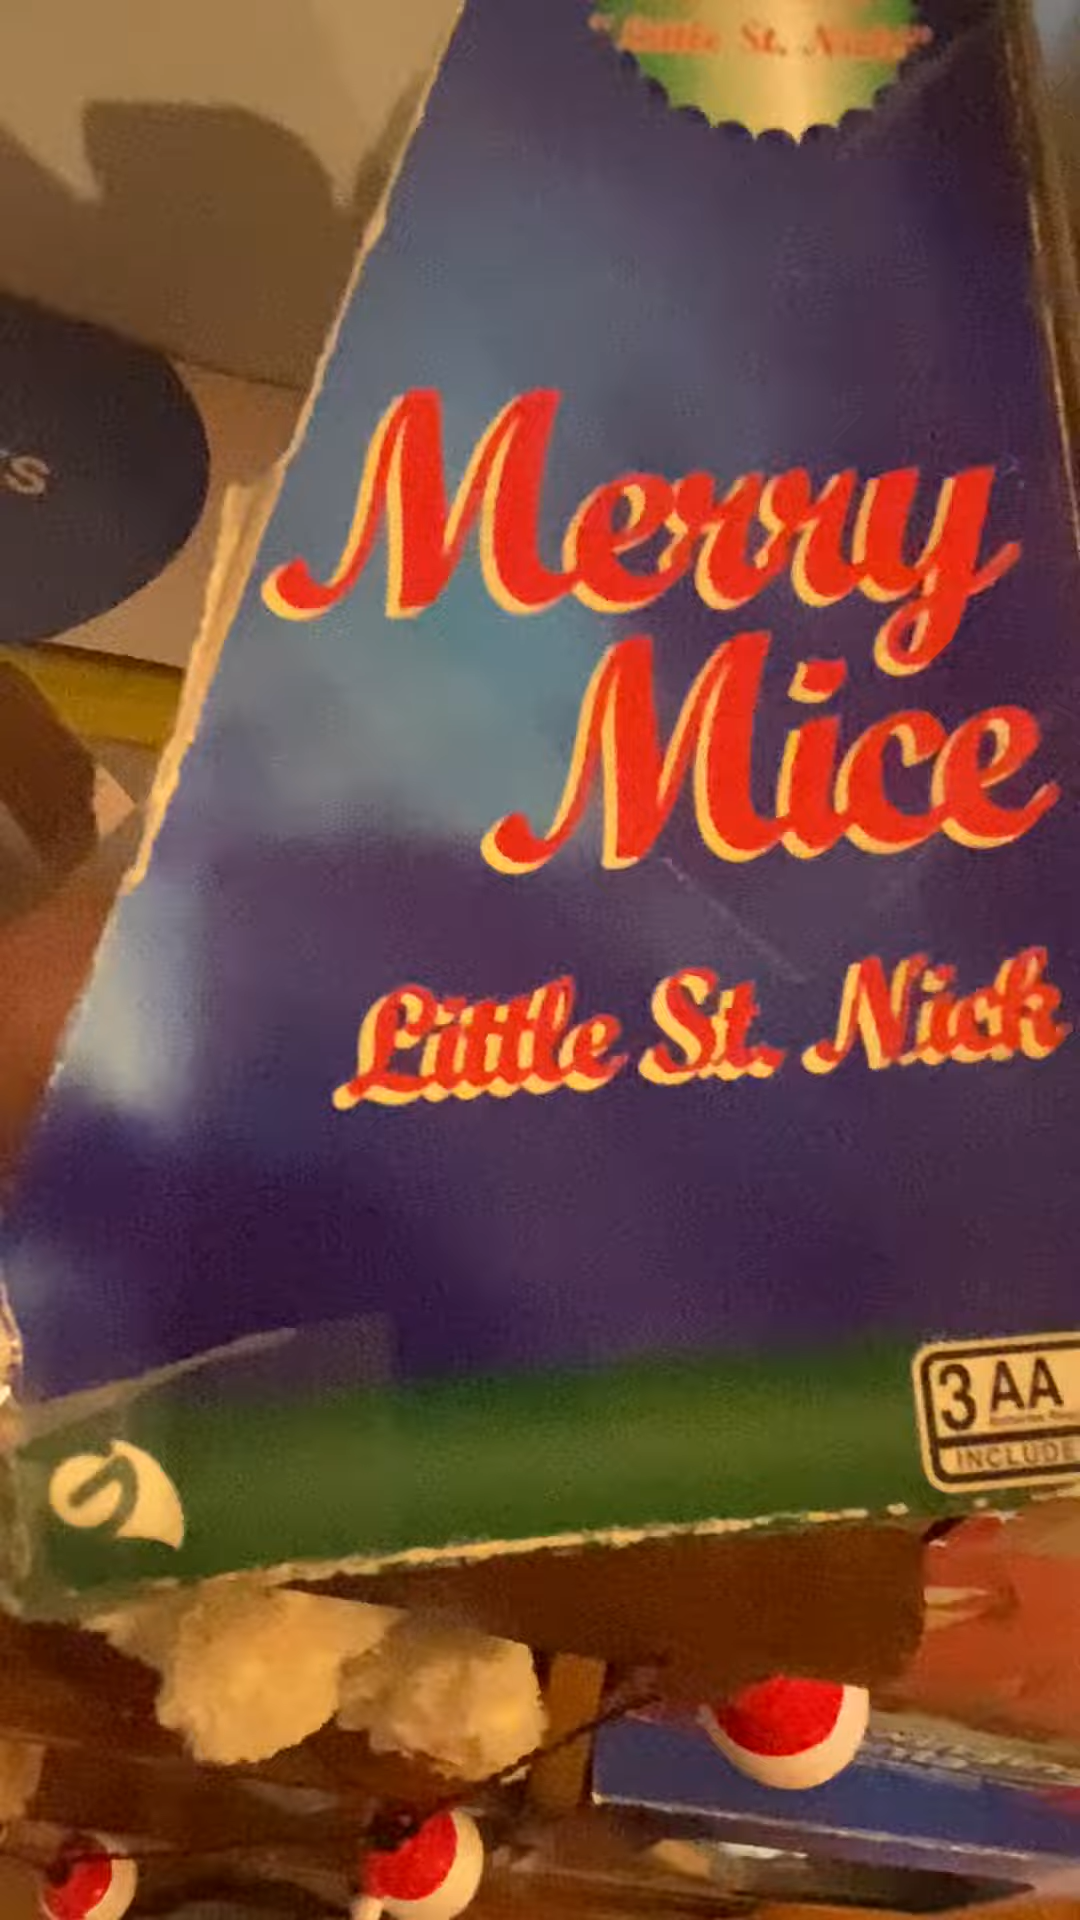 "Little St. Nick"
s
Merry
Mice
Little St. Nick
3 AA
INCLUDE